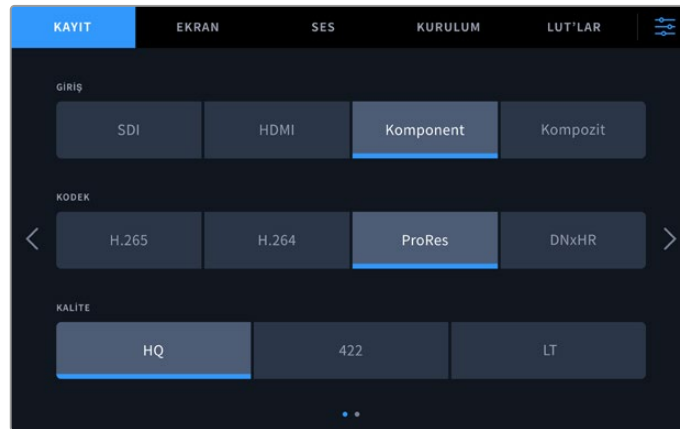 KAYIT EKRAN SES KURULUM LUT’LAR
GİRİŞ
SDI HDMI Komponent Kompozit
KODEK
H.265 H.264 ProRes DNxHR
KALİTE
HQ 422 LT